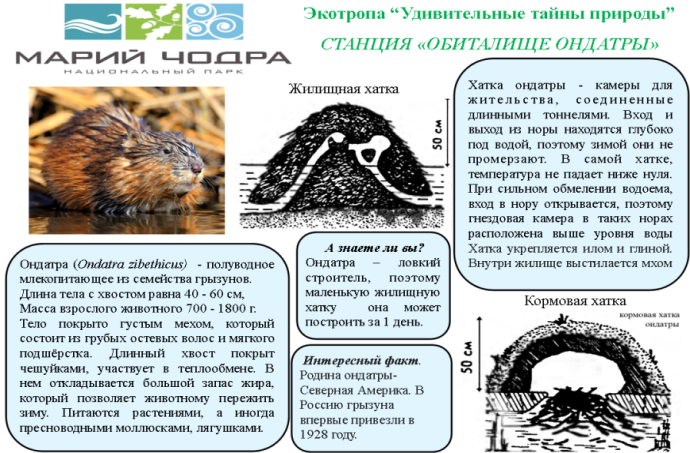 Экотропа “Удивительные тайны природы”
СТАНЦИЯ «ОБИТАЛИЩЕ ОНДАТРЫ»
МАРИЙ ЧОДРА
НАЦИОНАЛЬНЫЙ ПАРК
Жилищная хатка
50 см
Хатка ондатры - камеры для
жительства, соединенные
длинными тоннелями. Вход и
выход из норы находятся глубоко
под водой, поэтому зимой они не
промерзают. В самой хатке,
температура не падает ниже нуля.
При сильном обмелении водоема,
вход в нору открывается, поэтому
гнездовая камера в таких норах
расположена выше уровня воды
Хатка укрепляется илом и глиной.
Внутри жилище выстилается мхом
Ондатра (Ondatra zibethicus) - полуводное
млекопитающее из семейства грызунов.
Длина тела с хвостом равна 40 - 60 см,
Масса взрослого животного 700 - 1800 г.
Тело покрыто густым мехом, который
состоит из грубых остевых волос и мягкого
подшёрстка. Длинный хвост покрыт
чешуйками, участвует в теплообмене. В
нем откладывается большой запас жира,
который позволяет животному пережить
зиму. Питаются растениями, а иногда
пресноводными моллюсками, лягушками.
А знаете ли вы?
Ондатра – ловкий
строитель, поэтому
маленькую жилищную
хатку она может
построить за 1 день.
Интересный факт.
Родина ондатры-
Северная Америка. В
Россию грызуна
впервые привезли в
1928 году.
Кормовая хатка
кормовая хатка
ондатры
50 см